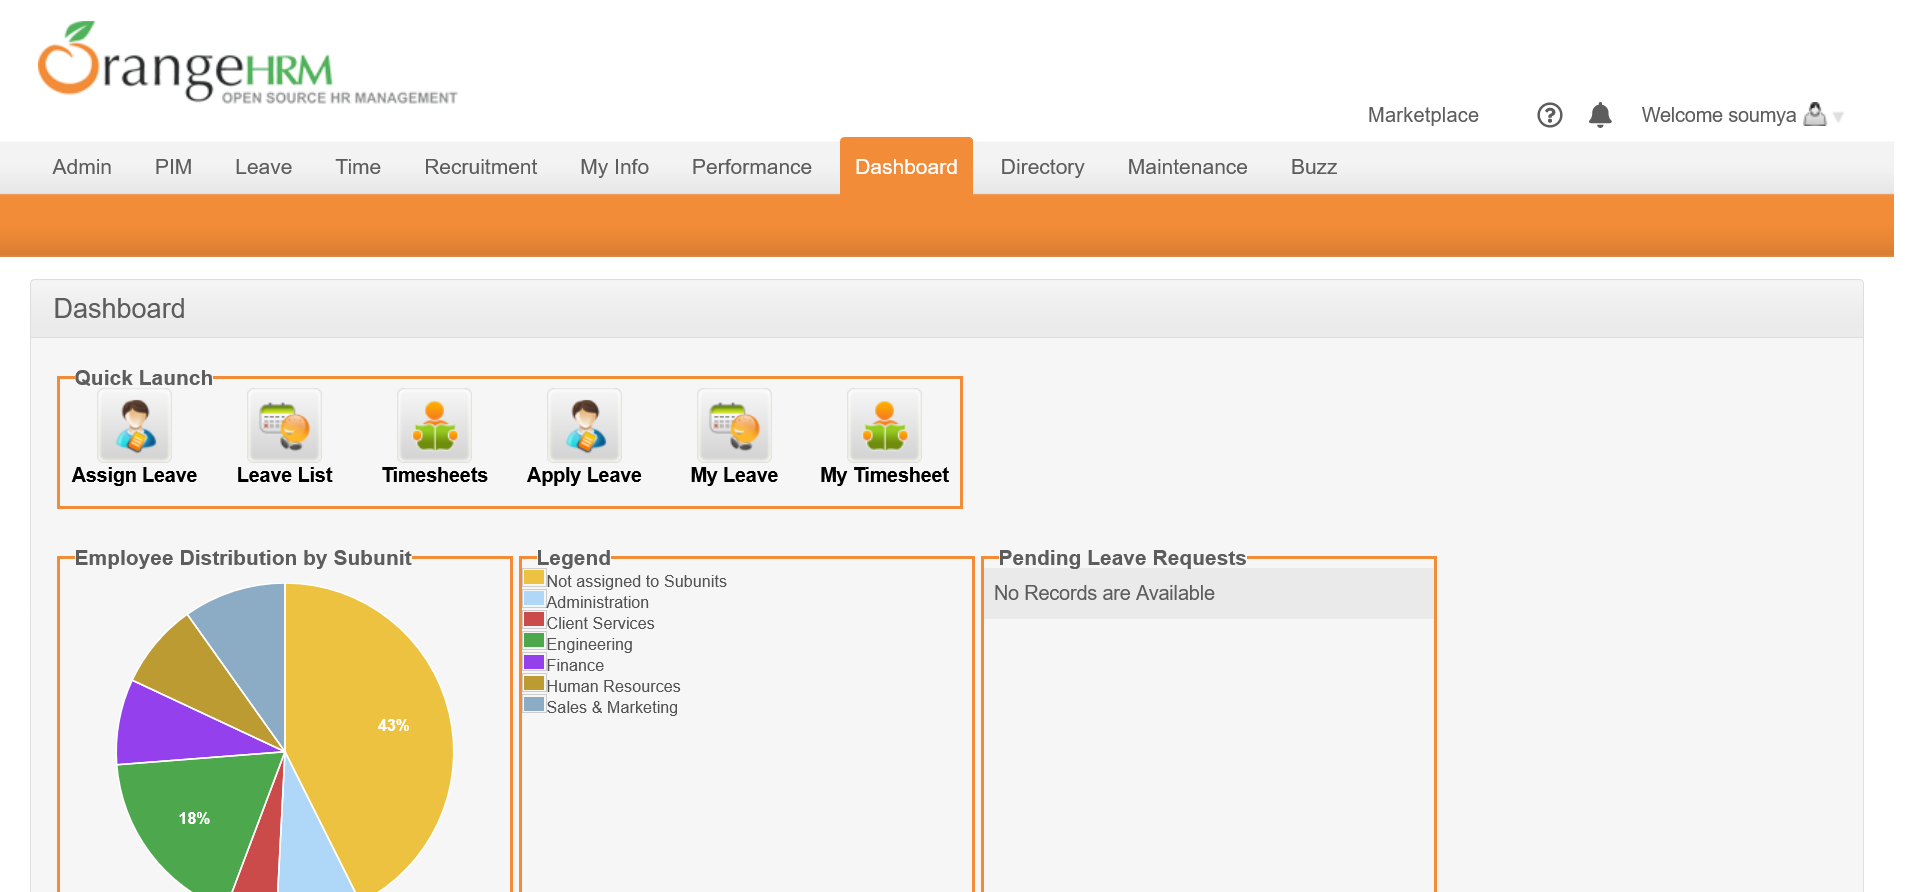 OrangeHRM
OPEN SOURCE HR MANAGEMENT
Marketplace ? Welcome soumya
Admin PIM Leave Time Recruitment My Info Performance Dashboard Directory Maintenance Buzz
Dashboard
Quick Launch
Assign Leave Leave List Timesheets Apply Leave My Leave My Timesheet
Employee Distribution by Subunit
43%
18%
Legend
Not assigned to Subunits
Administration
Client Services
Engineering
Finance
Human Resources
Sales & Marketing
Pending Leave Requests
No Records are Available